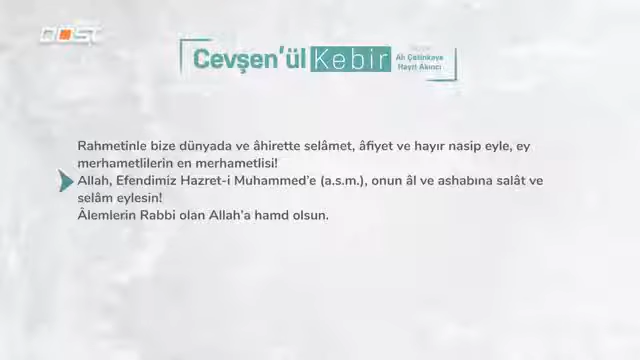 DOST
Cevşen'ül Kebir
Ali Çetinkaya
Hayri Akıncı
Rahmetinle bize dünyada ve âhirette selâmet, âfiyet ve hayır nasip eyle, ey
merhametlilerin en merhametlisi!
Allah, Efendimiz Hazret-i Muhammed'e (a.s.m.), onun âl ve ashabına salât ve
selâm eylesin!
Âlemlerin Rabbi olan Allah'a hamd olsun.